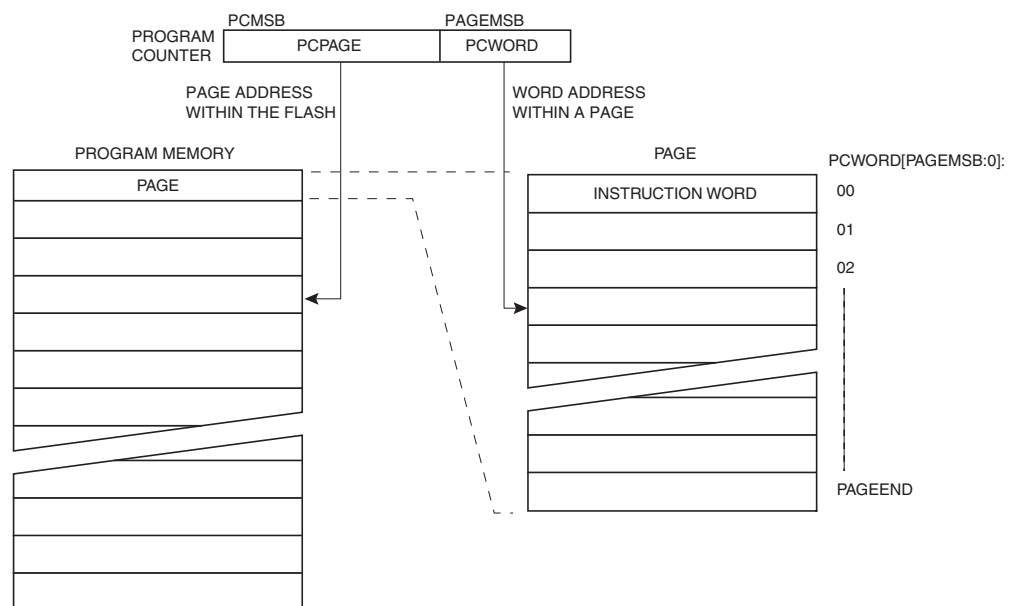 PCMSB
PAGEMSB
PROGRAM
COUNTER
PCPAGE
PCWORD
PAGE ADDRESS
WITHIN THE FLASH
WORD ADDRESS
WITHIN A PAGE
PROGRAM MEMORY
PAGE
PAGE
PCWORD[PAGEMSB:0]:
INSTRUCTION WORD
00
01
02
PAGEEND